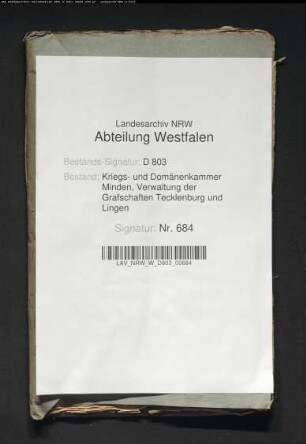 Landesarchiv NRW
Abteilung Westfalen
Bestands-Signatur: D 803
Bestand: Kriegs- und Domänenkammer
Minden, Verwaltung der
Grafschaften Tecklenburg und
Lingen
Signatur: Nr. 684
LAV_NRW_W_D803_00684